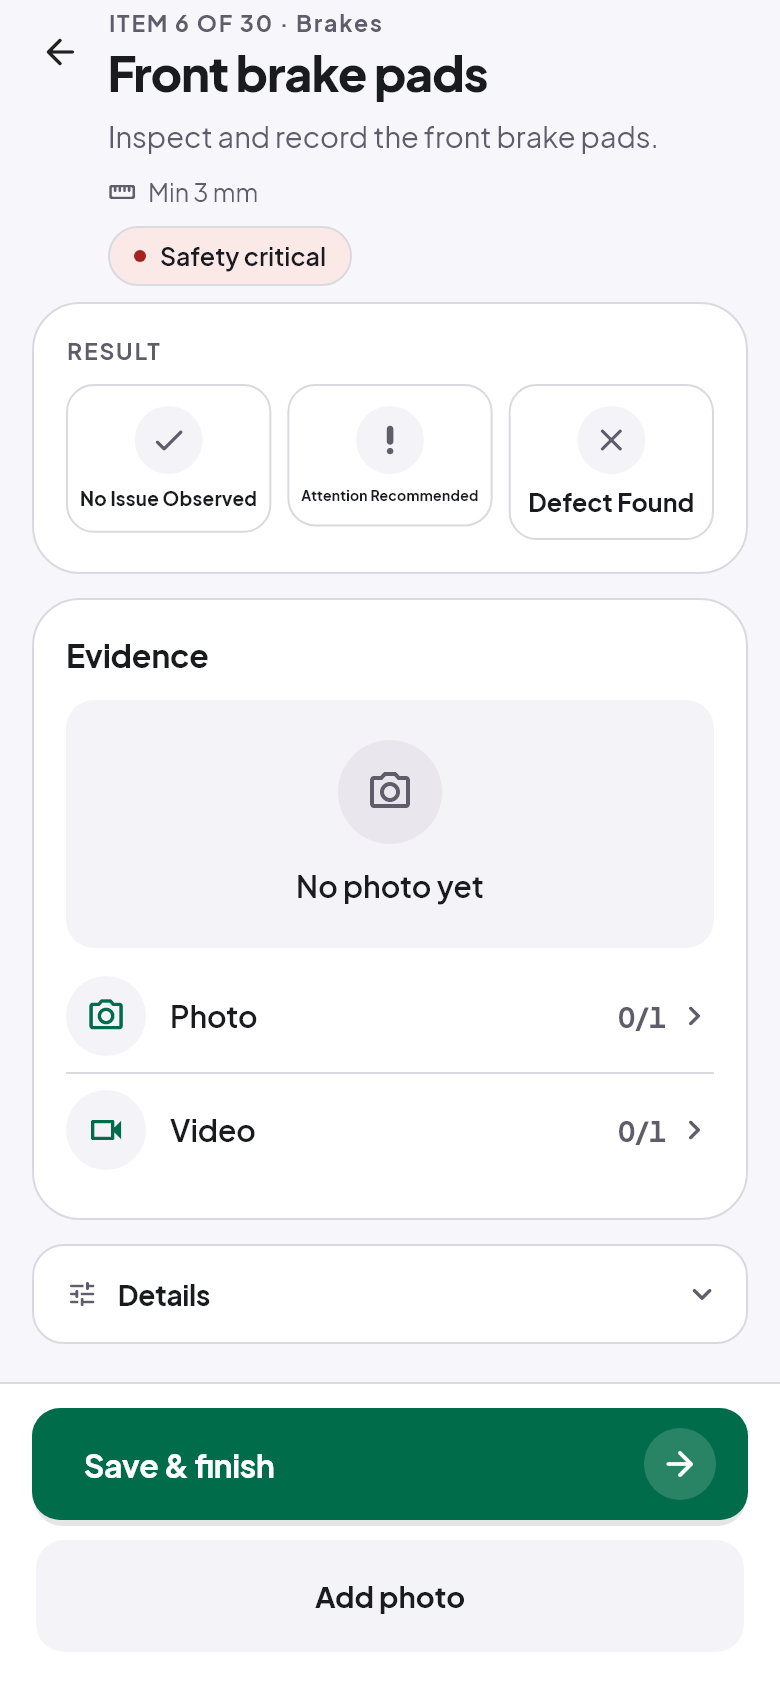 ITEM 6 OF 30 · Brakes
Front brake pads
Inspect and record the front brake pads.
Min 3 mm
Safety critical
RESULT
No Issue Observed
Attention Recommended
Defect Found
Evidence
No photo yet
Photo 0/1
Video 0/1
Details
Save & finish
Add photo